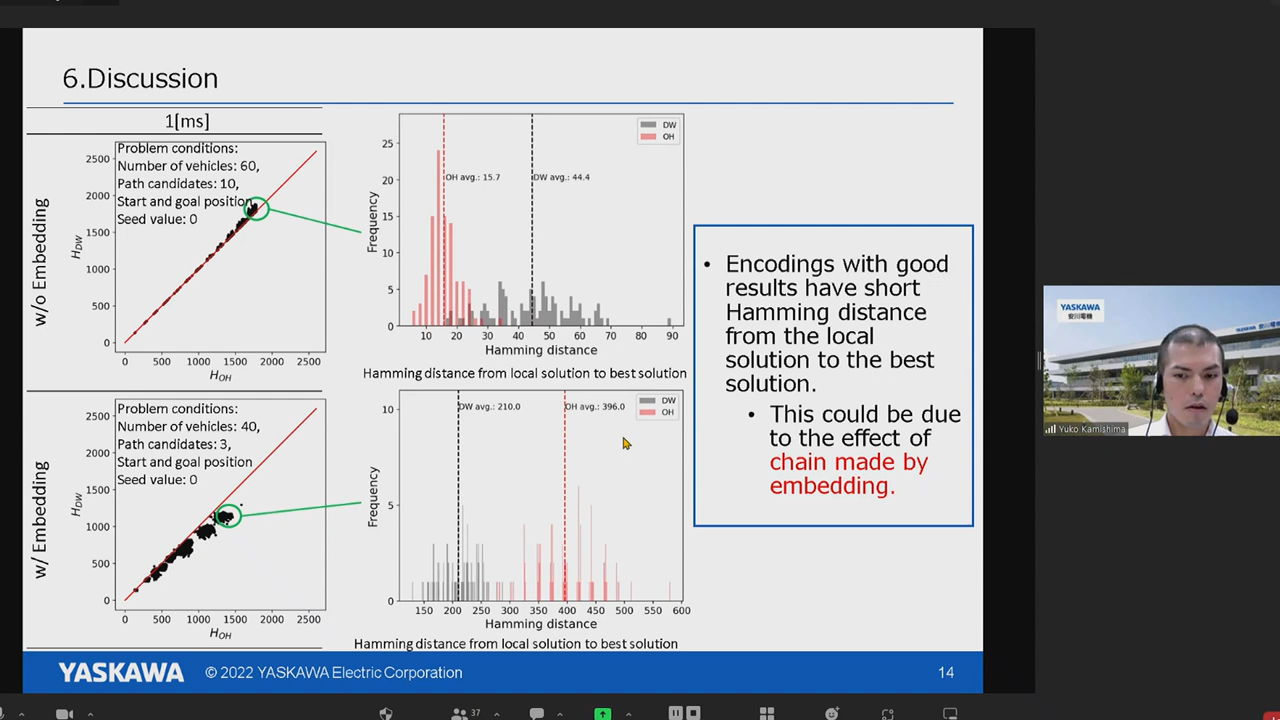 6.Discussion
1[ms]
w/o Embedding
Problem conditions:
Number of vehicles: 60,
Path candidates: 10,
Start and goal position
Seed value: 0
2500
2000
1500
1000
500
0
H_DW
0 500 1000 1500 2000 2500
H_OH
DW
OH
OH avg.: 15.7
DW avg.: 44.4
25
20
15
10
5
0
Frequency
10 20 30 40 50 60 70 80 90
Hamming distance
Hamming distance from local solution to best solution
w/ Embedding
Problem conditions:
Number of vehicles: 40,
Path candidates: 3,
Start and goal position
Seed value: 0
2500
2000
1500
1000
500
0
H_DW
0 500 1000 1500 2000 2500
H_OH
DW
OH
DW avg.: 210.0
OH avg.: 396.0
10
5
0
Frequency
150 200 250 300 350 400 450 500 550 600
Hamming distance
Hamming distance from local solution to best solution
• Encodings with good
results have short
Hamming distance
from the local
solution to the best
solution.
• This could be due
to the effect of
chain made by
embedding.
YASKAWA
© 2022 YASKAWA Electric Corporation
14
YASKAWA
安川電機
Yuko Kamishima
37